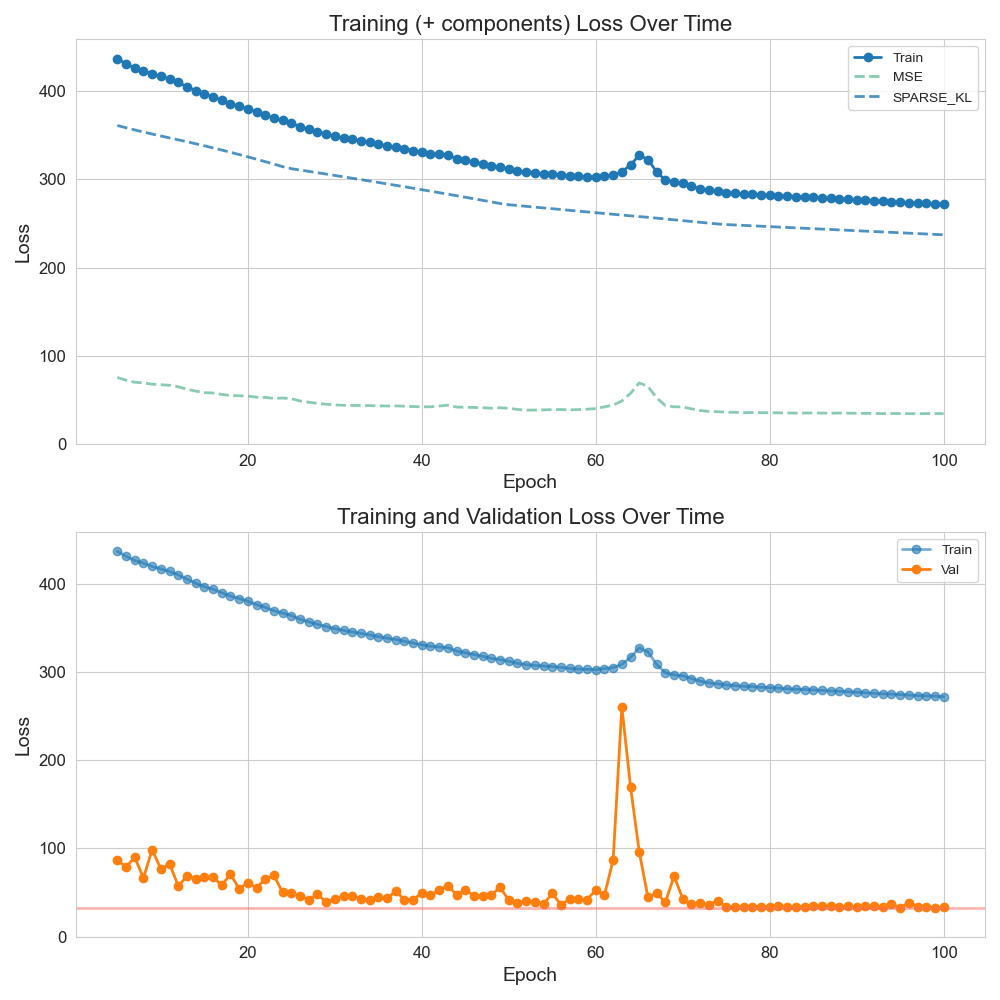 Training (+ components) Loss Over Time
Train
MSE
SPARSE_KL
400
300
200
100
0
Loss
20 40 60 80 100
Epoch
Training and Validation Loss Over Time
Train
Val
400
300
200
100
0
Loss
20 40 60 80 100
Epoch